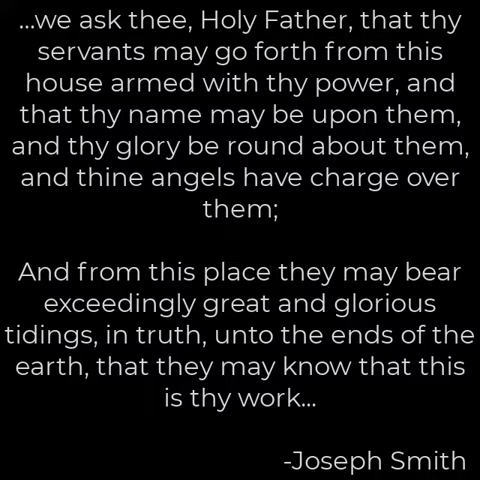 ...we ask thee, Holy Father, that thy
servants may go forth from this
house armed with thy power, and
that thy name may be upon them,
and thy glory be round about them,
and thine angels have charge over
them;
And from this place they may bear
exceedingly great and glorious
tidings, in truth, unto the ends of the
earth, that they may know that this
is thy work...
-Joseph Smith